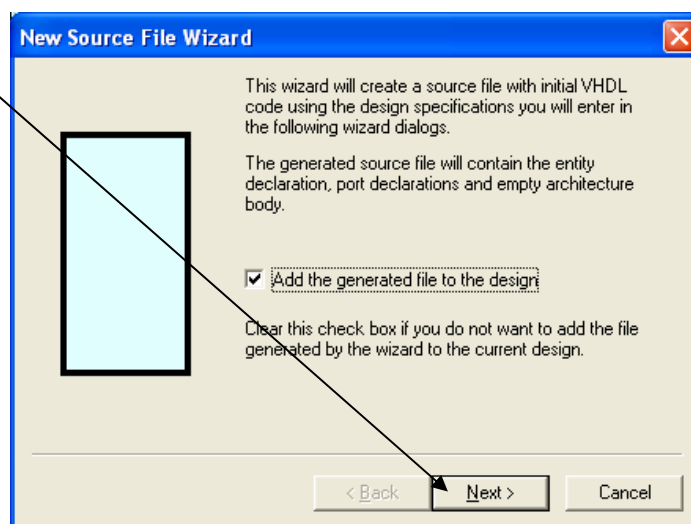 New Source File Wizard
This wizard will create a source file with initial VHDL
code using the design specifications you will enter in
the following wizard dialogs.
The generated source file will contain the entity
declaration, port declarations and empty architecture
body.
Add the generated file to the design
Clear this check box if you do not want to add the file
generated by the wizard to the current design.
< Back Next > Cancel